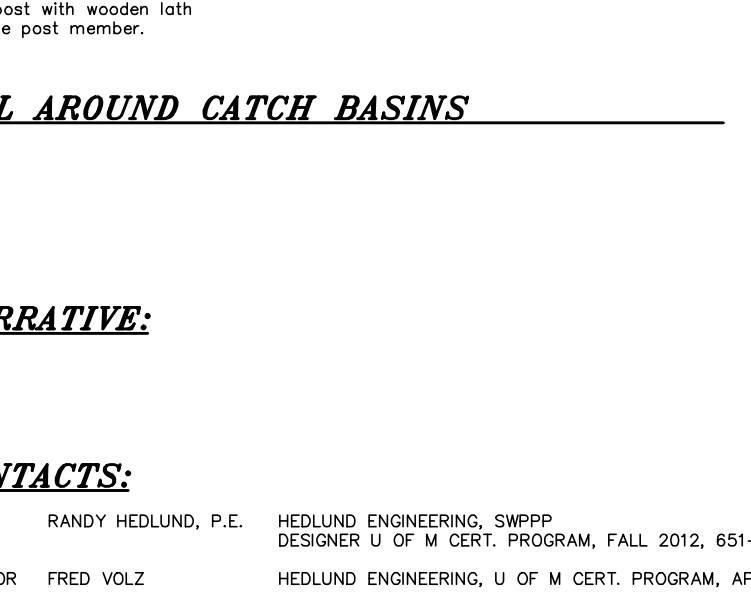 post with wooden lath
e post member.
L AROUND CATCH BASINS
RRATIVE:
NTACTS:
RANDY HEDLUND, P.E. HEDLUND ENGINEERING, SWPPP
DESIGNER U OF M CERT. PROGRAM, FALL 2012, 651-
OR FRED VOLZ HEDLUND ENGINEERING, U OF M CERT. PROGRAM, AP